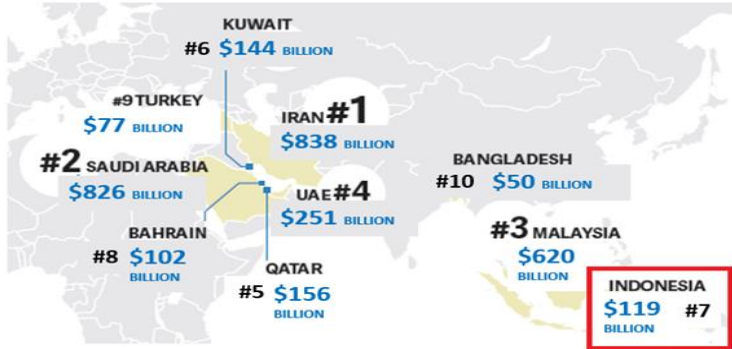 KUWAIT
#6 $144 BILLION
#9 TURKEY
$77 BILLION
IRAN #1
$838 BILLION
#2 SAUDI ARABIA
$826 BILLION
BANGLADESH
#10 $50 BILLION
UAE #4
$251 BILLION
BAHRAIN
#8 $102
BILLION
#3 MALAYSIA
$620
BILLION
QATAR
#5 $156
BILLION
INDONESIA
$119 #7
BILLION